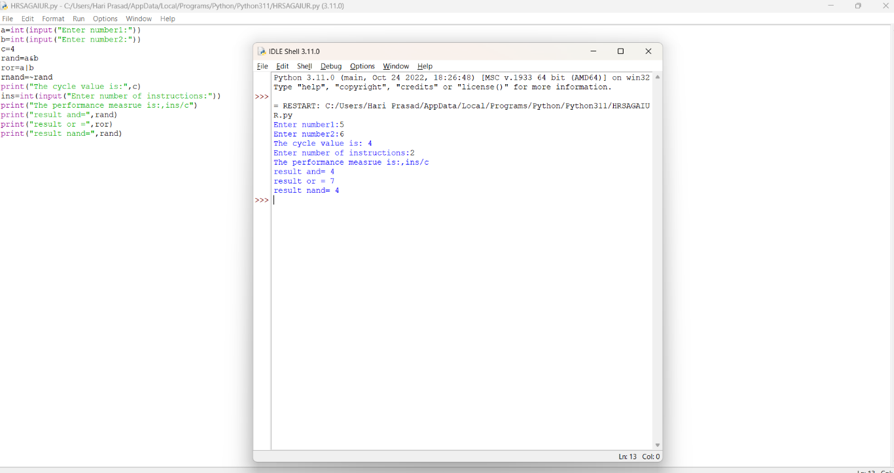 HRSAGAIUR.py - C:/Users/Hari Prasad/AppData/Local/Programs/Python/Python311/HRSAGAIUR.py (3.11.0)
File Edit Format Run Options Window Help
a=int(input("Enter number1:"))
b=int(input("Enter number2:"))
c=4
rand=a&b
ror=a|b
rnand=~rand
print("The cycle value is:",c)
ins=int(input("Enter number of instructions:"))
print("The performance measrue is:,ins/c")
print("result and=",rand)
print("result or =",ror)
print("result nand=",rand)
IDLE Shell 3.11.0
File Edit Shell Debug Options Window Help
Python 3.11.0 (main, Oct 24 2022, 18:26:48) [MSC v.1933 64 bit (AMD64)] on win32
Type "help", "copyright", "credits" or "license()" for more information.
>>>
= RESTART: C:/Users/Hari Prasad/AppData/Local/Programs/Python/Python311/HRSAGAIU
R.py
Enter number1:5
Enter number2:6
The cycle value is: 4
Enter number of instructions:2
The performance measrue is:,ins/c
result and= 4
result or = 7
result nand= 4
>>>
Ln: 13 Col: 0